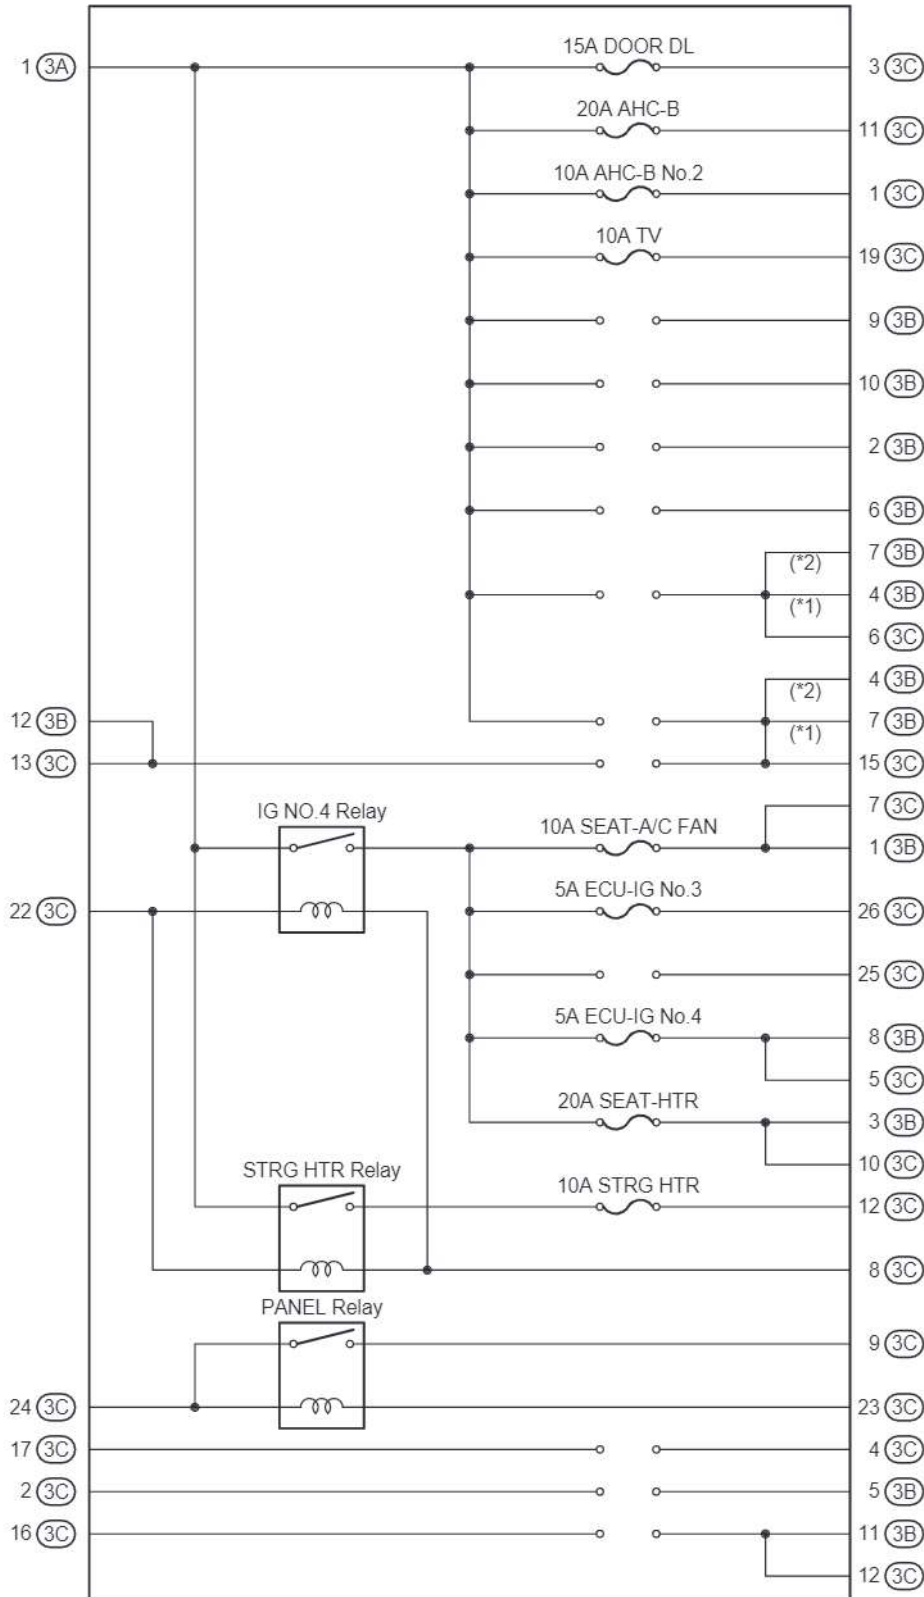 15A DOOR DL
1 3A 3 3C
20A AHC-B
11 3C
10A AHC-B No.2
1 3C
10A TV
19 3C
9 3B
10 3B
2 3B
6 3B
7 3B
(*2)
4 3B
(*1)
6 3C
4 3B
(*2)
12 3B 7 3B
(*1)
13 3C 15 3C
7 3C
IG NO.4 Relay
10A SEAT-A/C FAN
1 3B
5A ECU-IG No.3
22 3C 26 3C
25 3C
5A ECU-IG No.4
8 3B
5 3C
20A SEAT-HTR
3 3B
10 3C
STRG HTR Relay
10A STRG HTR
12 3C
8 3C
PANEL Relay
9 3C
24 3C 23 3C
17 3C 4 3C
2 3C 5 3B
16 3C 11 3B
12 3C